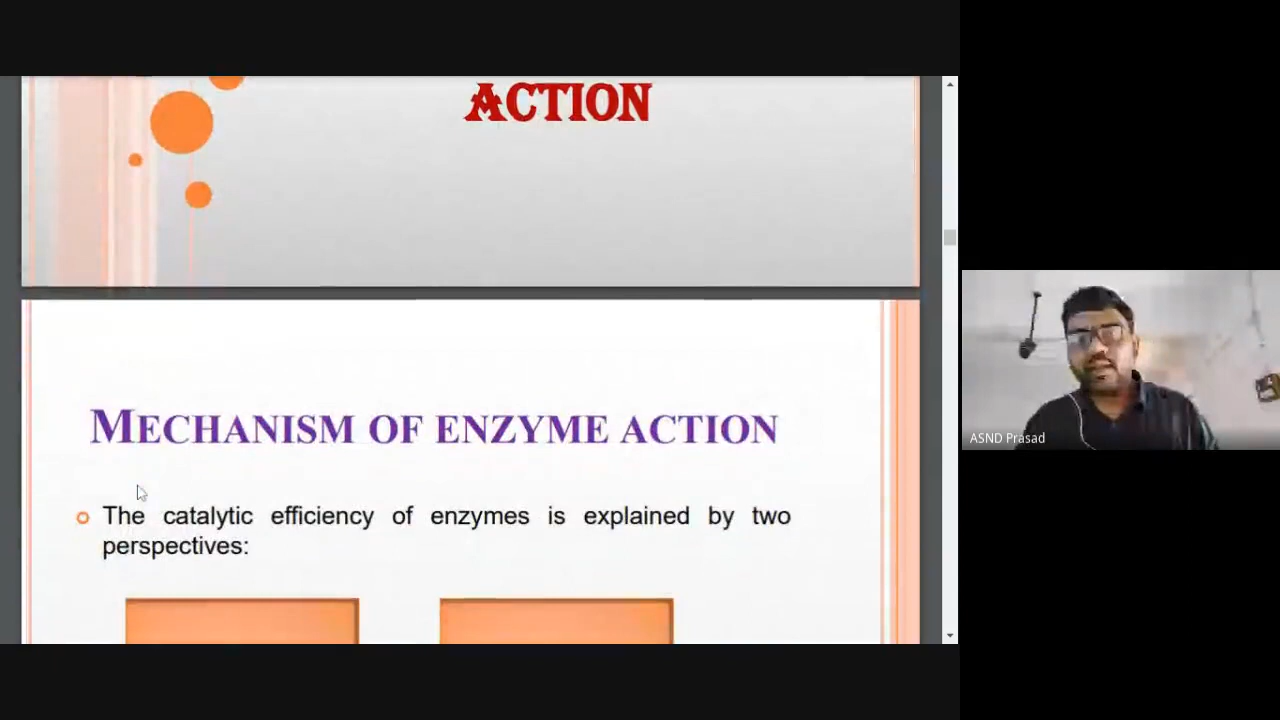 ACTION
MECHANISM OF ENZYME ACTION
The catalytic efficiency of enzymes is explained by two
perspectives:
ASND Prasad